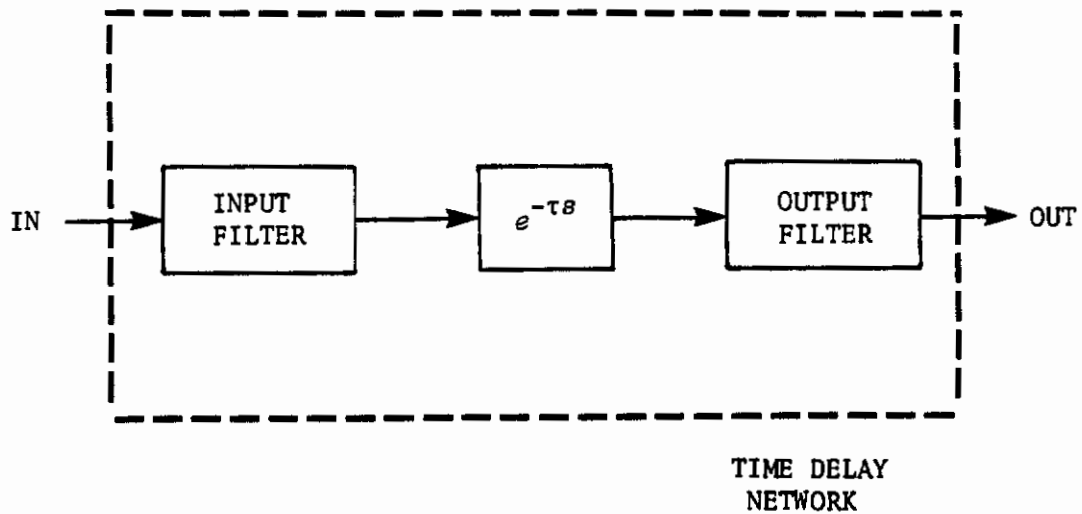 IN
INPUT
FILTER
e^{-τs}
OUTPUT
FILTER
OUT
TIME DELAY
NETWORK